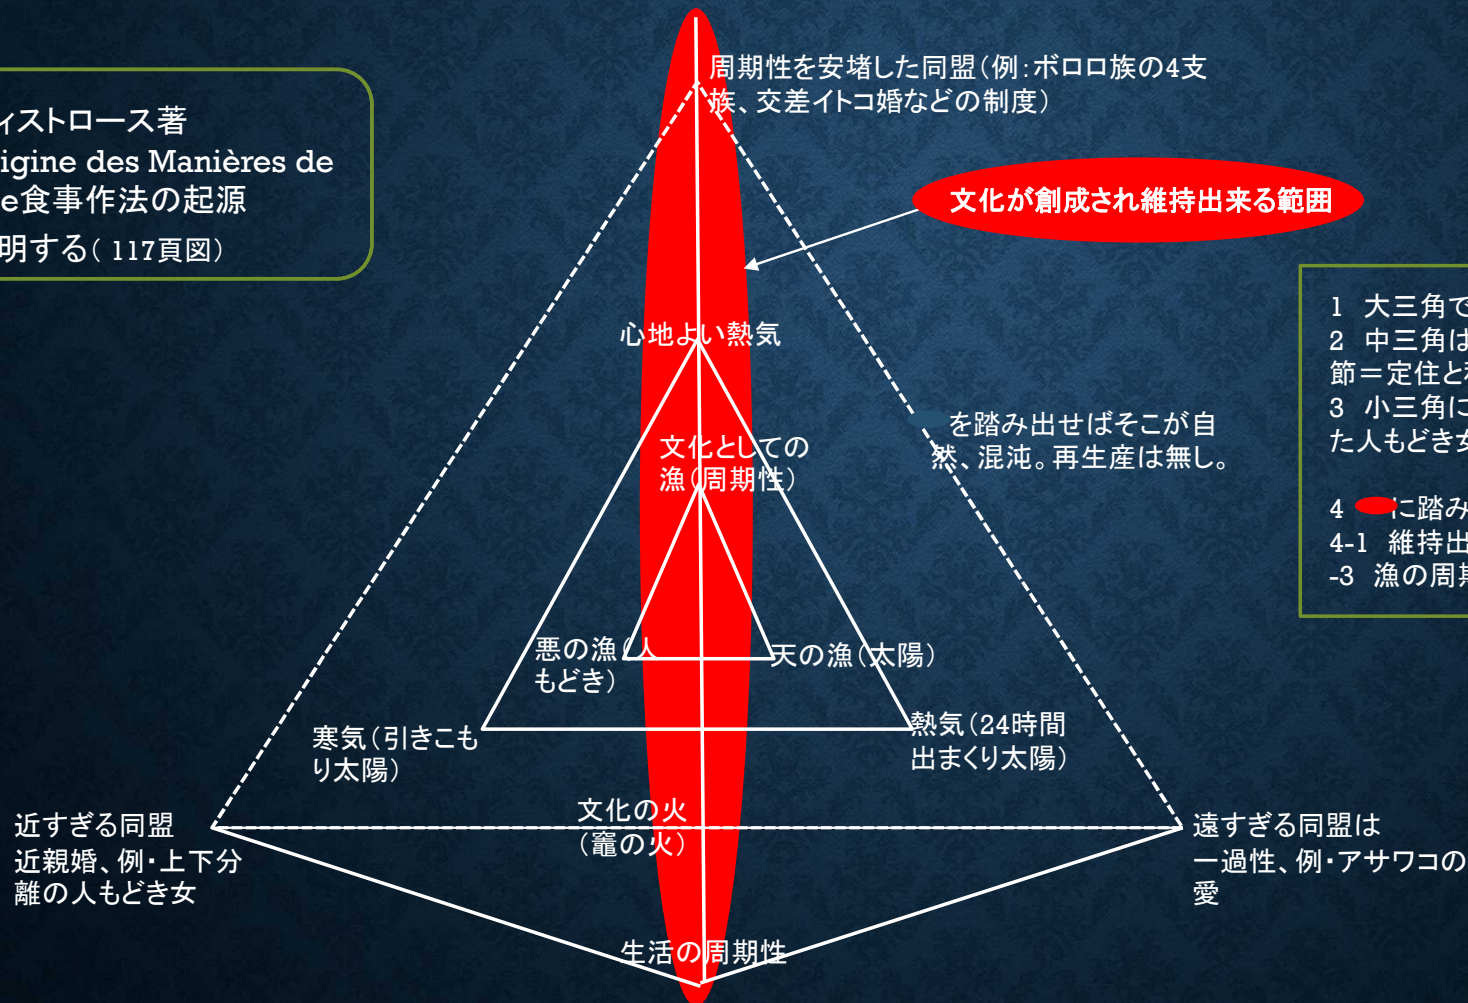 ィストロース著
igine des Manières de
e食事作法の起源
明する( 117頁図)
周期性を安堵した同盟(例:ボロロ族の4支
族、交差イトコ婚などの制度)
文化が創成され維持出来る範囲
心地よい熱気
文化としての
漁(周期性)
を踏み出せばそこが自
然、混沌。再生産は無し。
1 大三角で
2 中三角は
節=定住と
3 小三角に
た人もどき女
4 に踏み
4-1 維持出
-3 漁の周期
悪の漁(人
もどき)
天の漁(太陽)
寒気(引きこも
り太陽)
熱気(24時間
出まくり太陽)
文化の火
(竈の火)
近すぎる同盟
近親婚、例・上下分
離の人もどき女
遠すぎる同盟は
一過性、例・アサワコの
愛
生活の周期性